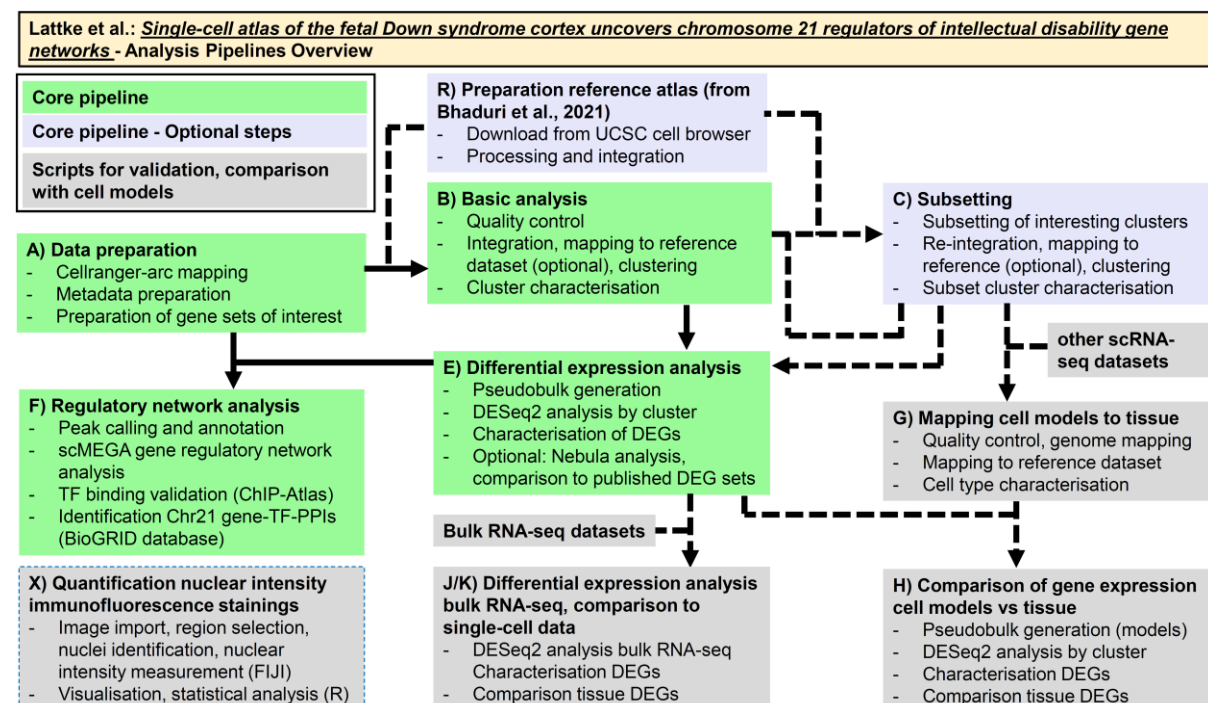 Lattke et al.: Single-cell atlas of the fetal Down syndrome cortex uncovers chromosome 21 regulators of intellectual disability gene
networks - Analysis Pipelines Overview
Core pipeline
Core pipeline - Optional steps
Scripts for validation, comparison
with cell models
R) Preparation reference atlas (from
Bhaduri et al., 2021)
- Download from UCSC cell browser
- Processing and integration
A) Data preparation
- Cellranger-arc mapping
- Metadata preparation
- Preparation of gene sets of interest
B) Basic analysis
- Quality control
- Integration, mapping to reference
dataset (optional), clustering
- Cluster characterisation
C) Subsetting
- Subsetting of interesting clusters
- Re-integration, mapping to
reference (optional), clustering
- Subset cluster characterisation
other scRNA-
seq datasets
E) Differential expression analysis
- Pseudobulk generation
- DESeq2 analysis by cluster
- Characterisation of DEGs
- Optional: Nebula analysis,
comparison to published DEG sets
F) Regulatory network analysis
- Peak calling and annotation
- scMEGA gene regulatory network
analysis
- TF binding validation (ChIP-Atlas)
- Identification Chr21 gene-TF-PPIs
(BioGRID database)
G) Mapping cell models to tissue
- Quality control, genome mapping
- Mapping to reference dataset
- Cell type characterisation
Bulk RNA-seq datasets
X) Quantification nuclear intensity
immunofluorescence stainings
- Image import, region selection,
nuclei identification, nuclear
intensity measurement (FIJI)
- Visualisation, statistical analysis (R)
J/K) Differential expression analysis
bulk RNA-seq, comparison to
single-cell data
- DESeq2 analysis bulk RNA-seq
Characterisation DEGs
- Comparison tissue DEGs
H) Comparison of gene expression
cell models vs tissue
- Pseudobulk generation (models)
- DESeq2 analysis by cluster
- Characterisation DEGs
- Comparison tissue DEGs